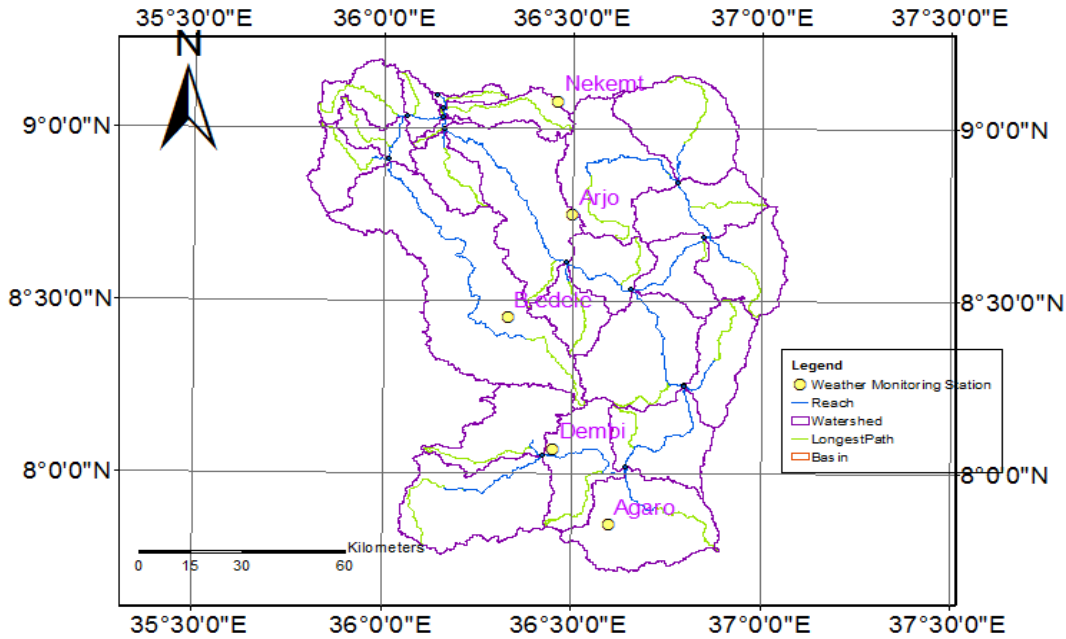 35°30'0"E 36°0'0"E 36°30'0"E 37°0'0"E 37°30'0"E
N
Nekemt
9°0'0"N 9°0'0"N
Arjo
8°30'0"N Bedele 8°30'0"N
Legend
Weather Monitoring Station
Reach
Watershed
LongestPath
Basin
Dembi
8°0'0"N 8°0'0"N
Agaro
Kilometers
0 15 30 60
35°30'0"E 36°0'0"E 36°30'0"E 37°0'0"E 37°30'0"E